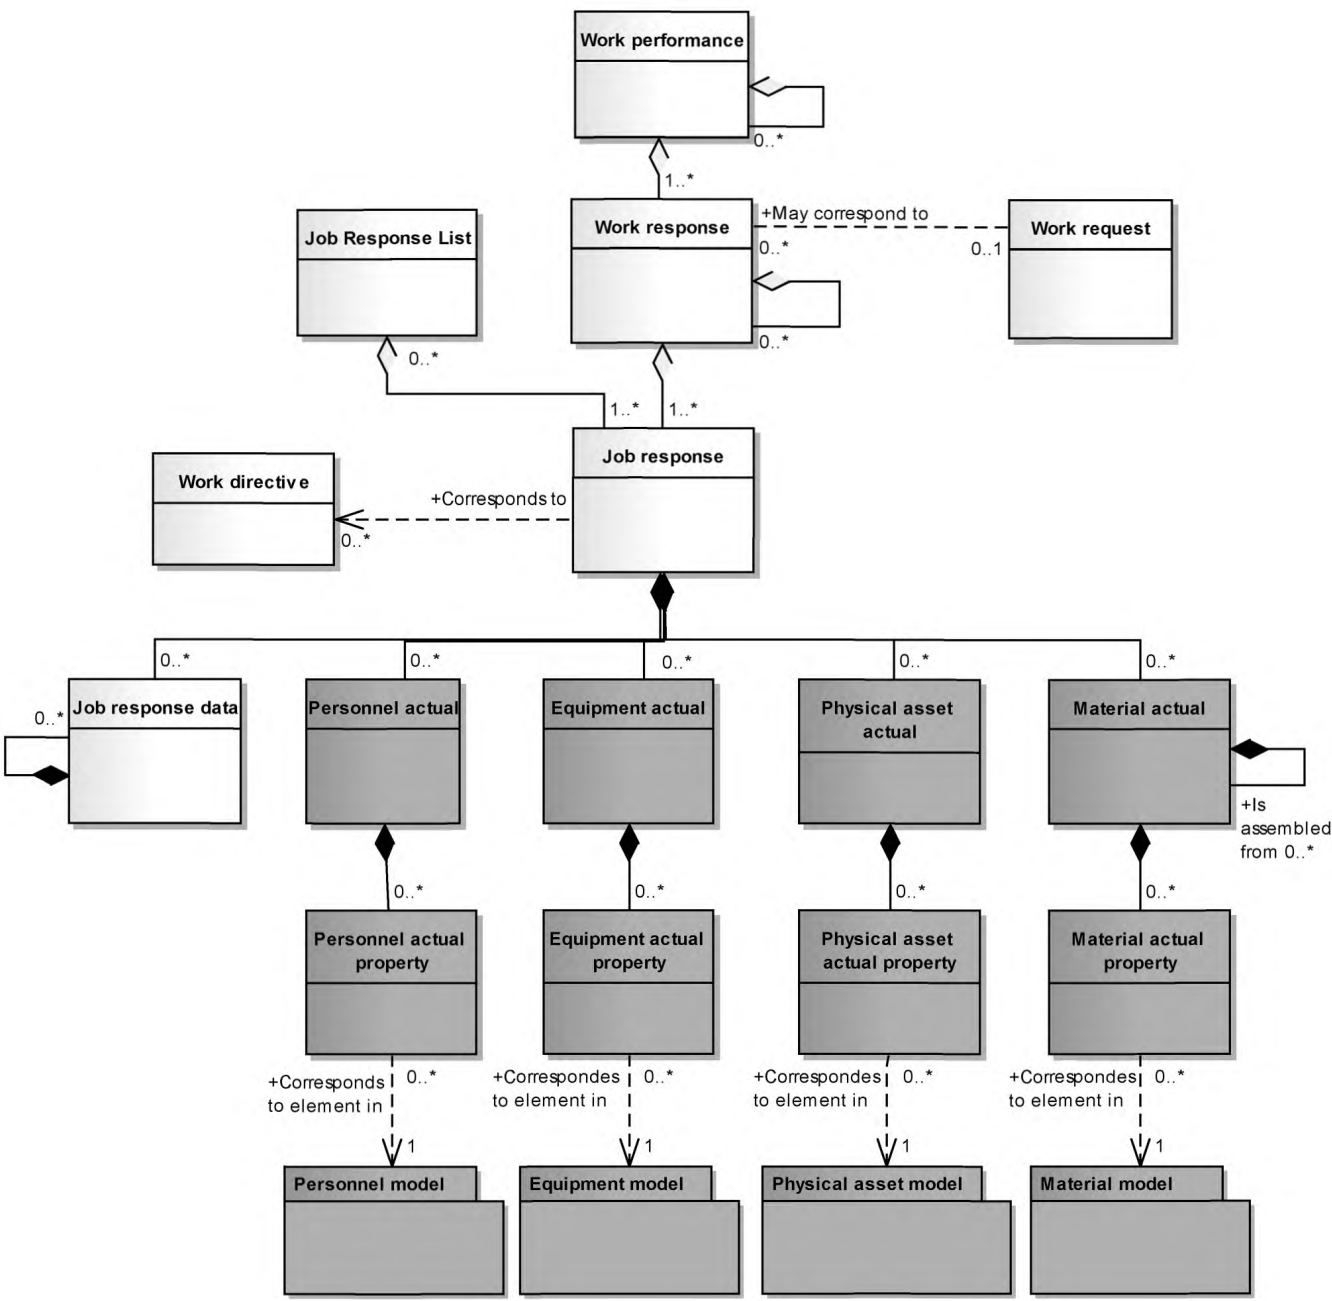 Work performance
0..*
1..*
Job Response List
Work response
+May correspond to
0..*
0..1
Work request
0..*
0..*
1..*
1..*
Job response
Work directive
+Corresponds to
0..*
0..*
0..*
0..*
0..*
0..*
0..*
Job response data
Personnel actual
Equipment actual
Physical asset
actual
Material actual
+Is
assembled
from 0..*
0..*
0..*
0..*
0..*
Personnel actual
property
Equipment actual
property
Physical asset
actual property
Material actual
property
+Corresponds
to element in
0..*
1
+Correspondes
to element in
0..*
1
+Correspondes
to element in
0..*
1
+Correspondes
to element in
0..*
1
Personnel model
Equipment model
Physical asset model
Material model